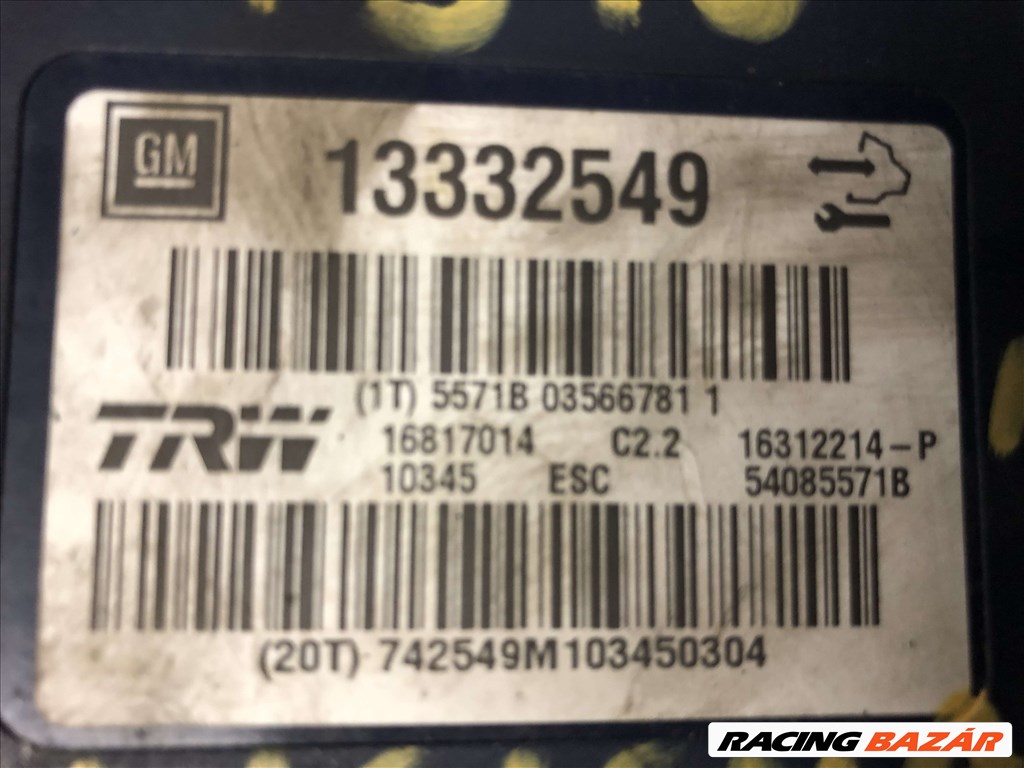 GM 13332549
(1T) 5571B 03566781 1
TRW
16817014 C2.2 16312214-P
10345 ESC 54085571B
(20T) 742549M103450304
RACING BAZÁR